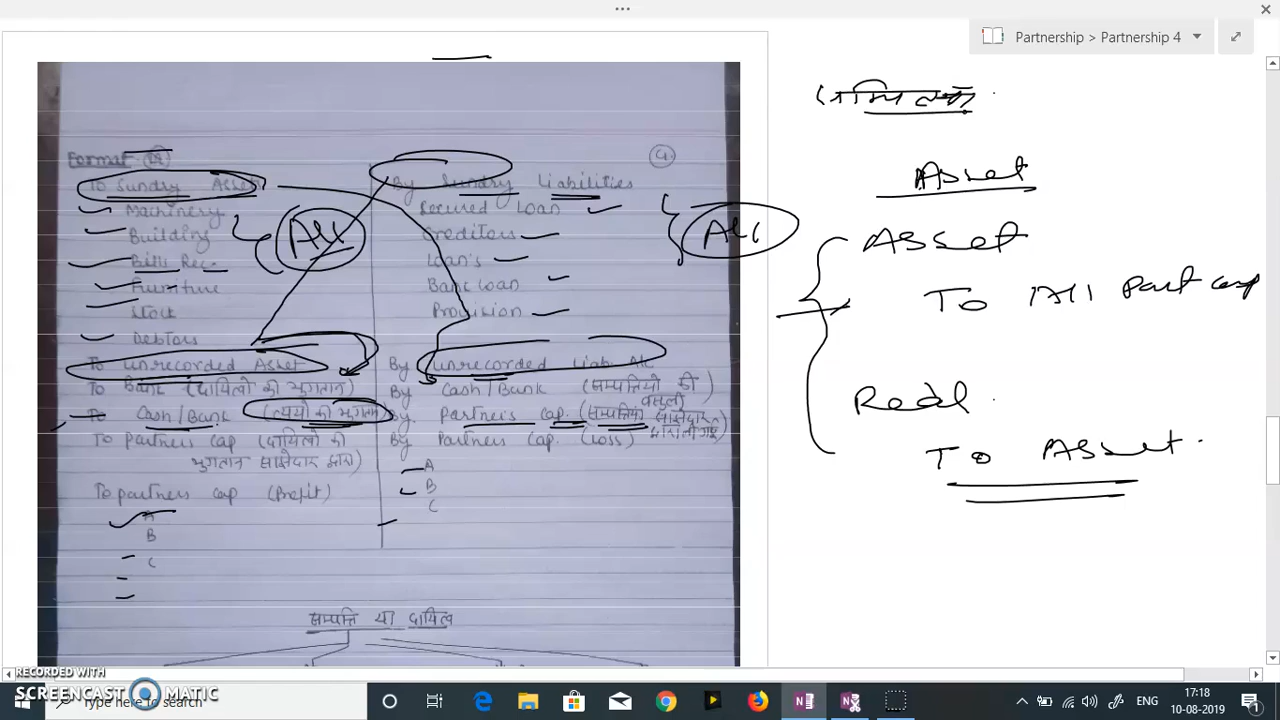 Partnership > Partnership 4
Format
To Sundry Asset
Machinery
Building
Bills Rec
Furniture
Stock
Debtors
To unrecorded Asset
To Bank (दायित्वों का भुगतान)
To Cash/Bank (व्ययों का भुगतान)
To Partners cap (दायित्वों का
भुगतान साझेदार द्वारा)
To partners cap (Profit)
A
B
C
By Sundry Liabilities
Secured Loan
Creditors
Loan's
Bank Loan
Provision
By unrecorded Liab
By Cash/Bank (सम्पत्तियों की
वसूली)
By Partners cap. (सम्पत्तियां साझेदार
By Partners Cap. (Loss)
A
B
C
सम्पत्ति या दायित्व
Asset
Asset
To All Part cap
Real
To Asset
RECORDED WITH
SCREENCAST MATIC
Type here to search
ENG
17:18
10-08-2019